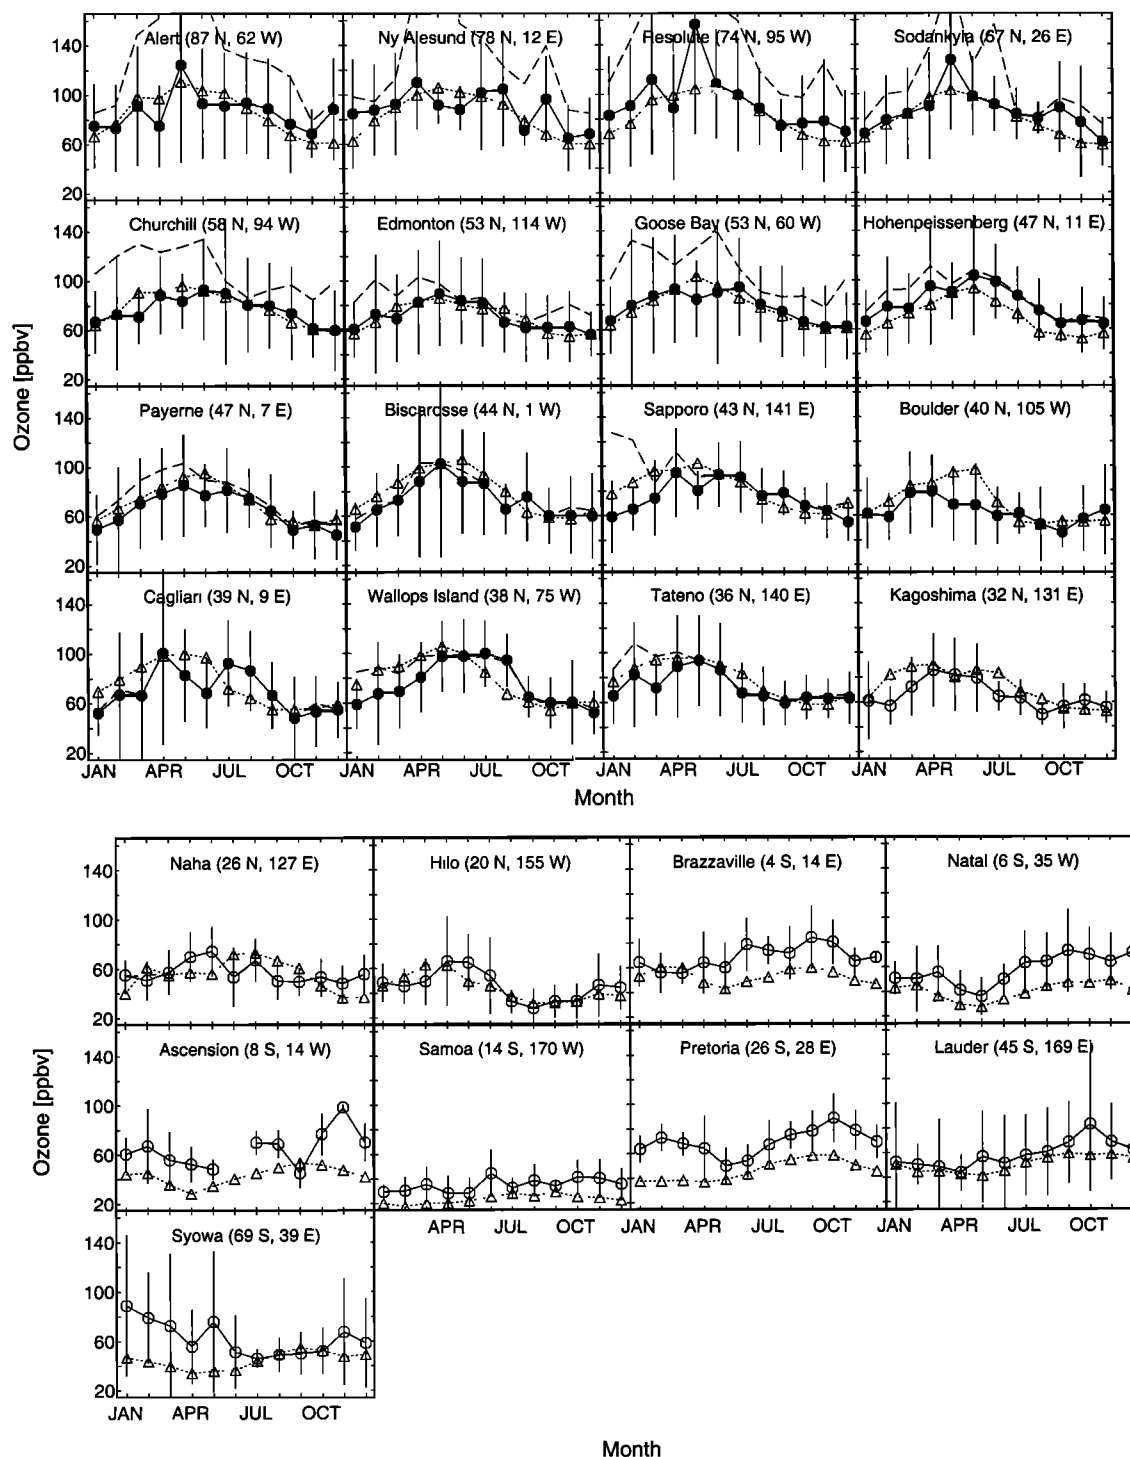 Alert (87 N, 62 W)
Ny Alesund (78 N, 12 E)
Resolute (74 N, 95 W)
Sodankyla (67 N, 26 E)
140
100
60
20
Churchill (58 N, 94 W)
Edmonton (53 N, 114 W)
Goose Bay (53 N, 60 W)
Hohenpeissenberg (47 N, 11 E)
140
100
60
20
Ozone [ppbv]
Payerne (47 N, 7 E)
Biscarosse (44 N, 1 W)
Sapporo (43 N, 141 E)
Boulder (40 N, 105 W)
140
100
60
20
Cagliari (39 N, 9 E)
Wallops Island (38 N, 75 W)
Tateno (36 N, 140 E)
Kagoshima (32 N, 131 E)
140
100
60
20
JAN APR JUL OCT JAN APR JUL OCT JAN APR JUL OCT JAN APR JUL OCT
Month
Naha (26 N, 127 E)
Hilo (20 N, 155 W)
Brazzaville (4 S, 14 E)
Natal (6 S, 35 W)
140
100
60
20
Ozone [ppbv]
Ascension (8 S, 14 W)
Samoa (14 S, 170 W)
Pretoria (26 S, 28 E)
Lauder (45 S, 169 E)
140
100
60
20
APR JUL OCT JAN APR JUL OCT JAN APR JUL OCT
Syowa (69 S, 39 E)
140
100
60
20
JAN APR JUL OCT
Month